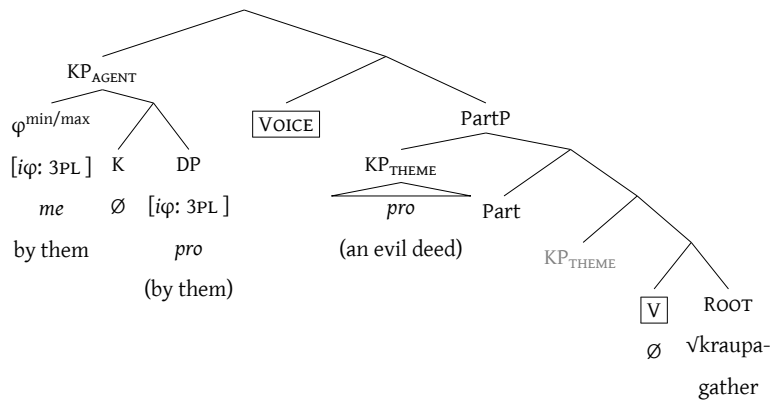 KP_AGENT
φ^min/max VOICE PartP
[iφ: 3PL] K DP KP_THEME
me Ø [iφ: 3PL] pro Part
by them pro (an evil deed) KP_THEME
(by them) V ROOT
Ø √kraupa-
gather